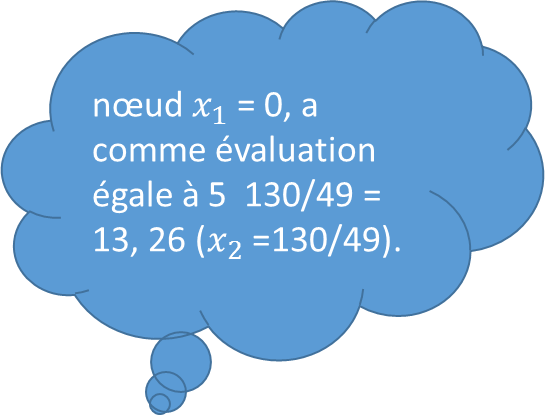 nœud 𝑥₁ = 0, a
comme évaluation
égale à 5  130/49 =
13, 26 (𝑥₂ =130/49).